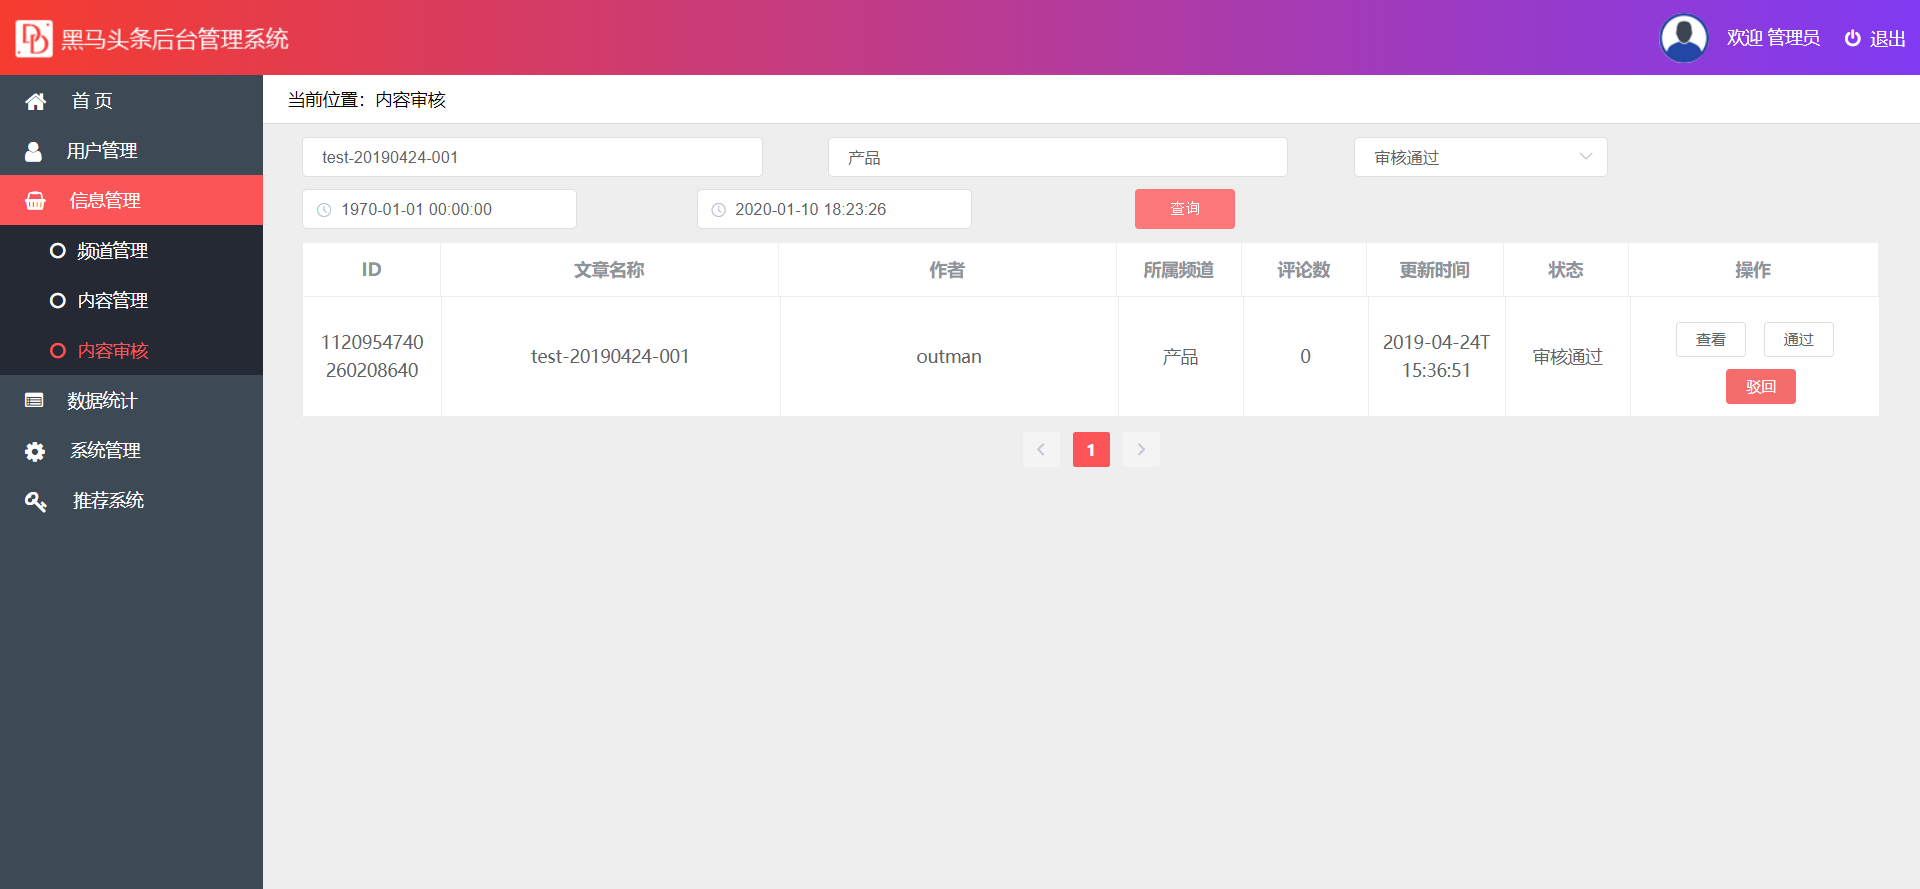 黑马头条后台管理系统
欢迎 管理员
退出
首 页
用户管理
信息管理
频道管理
内容管理
内容审核
数据统计
系统管理
推荐系统
当前位置：内容审核
test-20190424-001
产品
审核通过
1970-01-01 00:00:00
2020-01-10 18:23:26
查询
ID 文章名称 作者 所属频道 评论数 更新时间 状态 操作
1120954740
260208640
test-20190424-001
outman
产品
0
2019-04-24T
15:36:51
审核通过
查看 通过
驳回
1